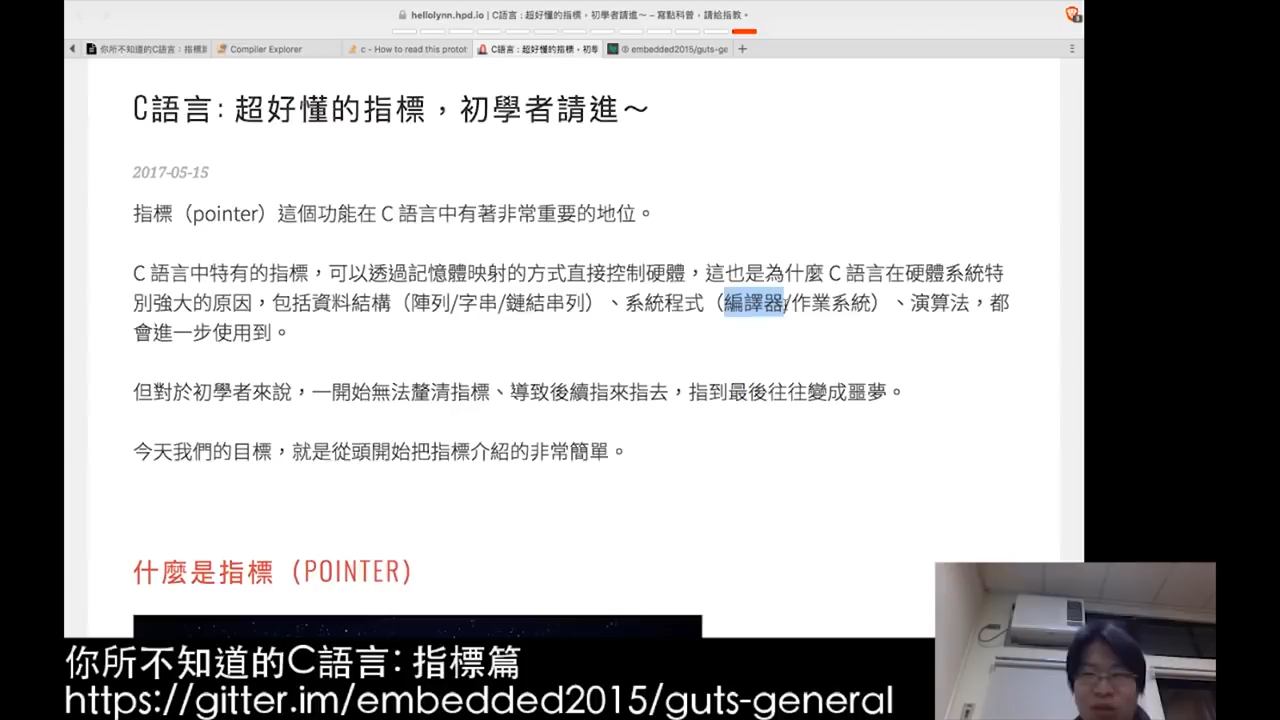 hellolynn.hpd.io | C語言 : 超好懂的指標，初學者請進～ – 寫點科普，請給指教。
你所不知道的C語言：指標
Compiler Explorer
c - How to read this protot
C語言 : 超好懂的指標，初
embedded2015/guts-ge
C語言: 超好懂的指標，初學者請進～
2017-05-15
指標（pointer）這個功能在 C 語言中有著非常重要的地位。
C 語言中特有的指標，可以透過記憶體映射的方式直接控制硬體，這也是為什麼 C 語言在硬體系統特
別強大的原因，包括資料結構（陣列/字串/鏈結串列）、系統程式（編譯器/作業系統）、演算法，都
會進一步使用到。
但對於初學者來說，一開始無法釐清指標、導致後續指來指去，指到最後往往變成噩夢。
今天我們的目標，就是從頭開始把指標介紹的非常簡單。
什麼是指標（POINTER）
你所不知道的C語言: 指標篇
https://gitter.im/embedded2015/guts-general